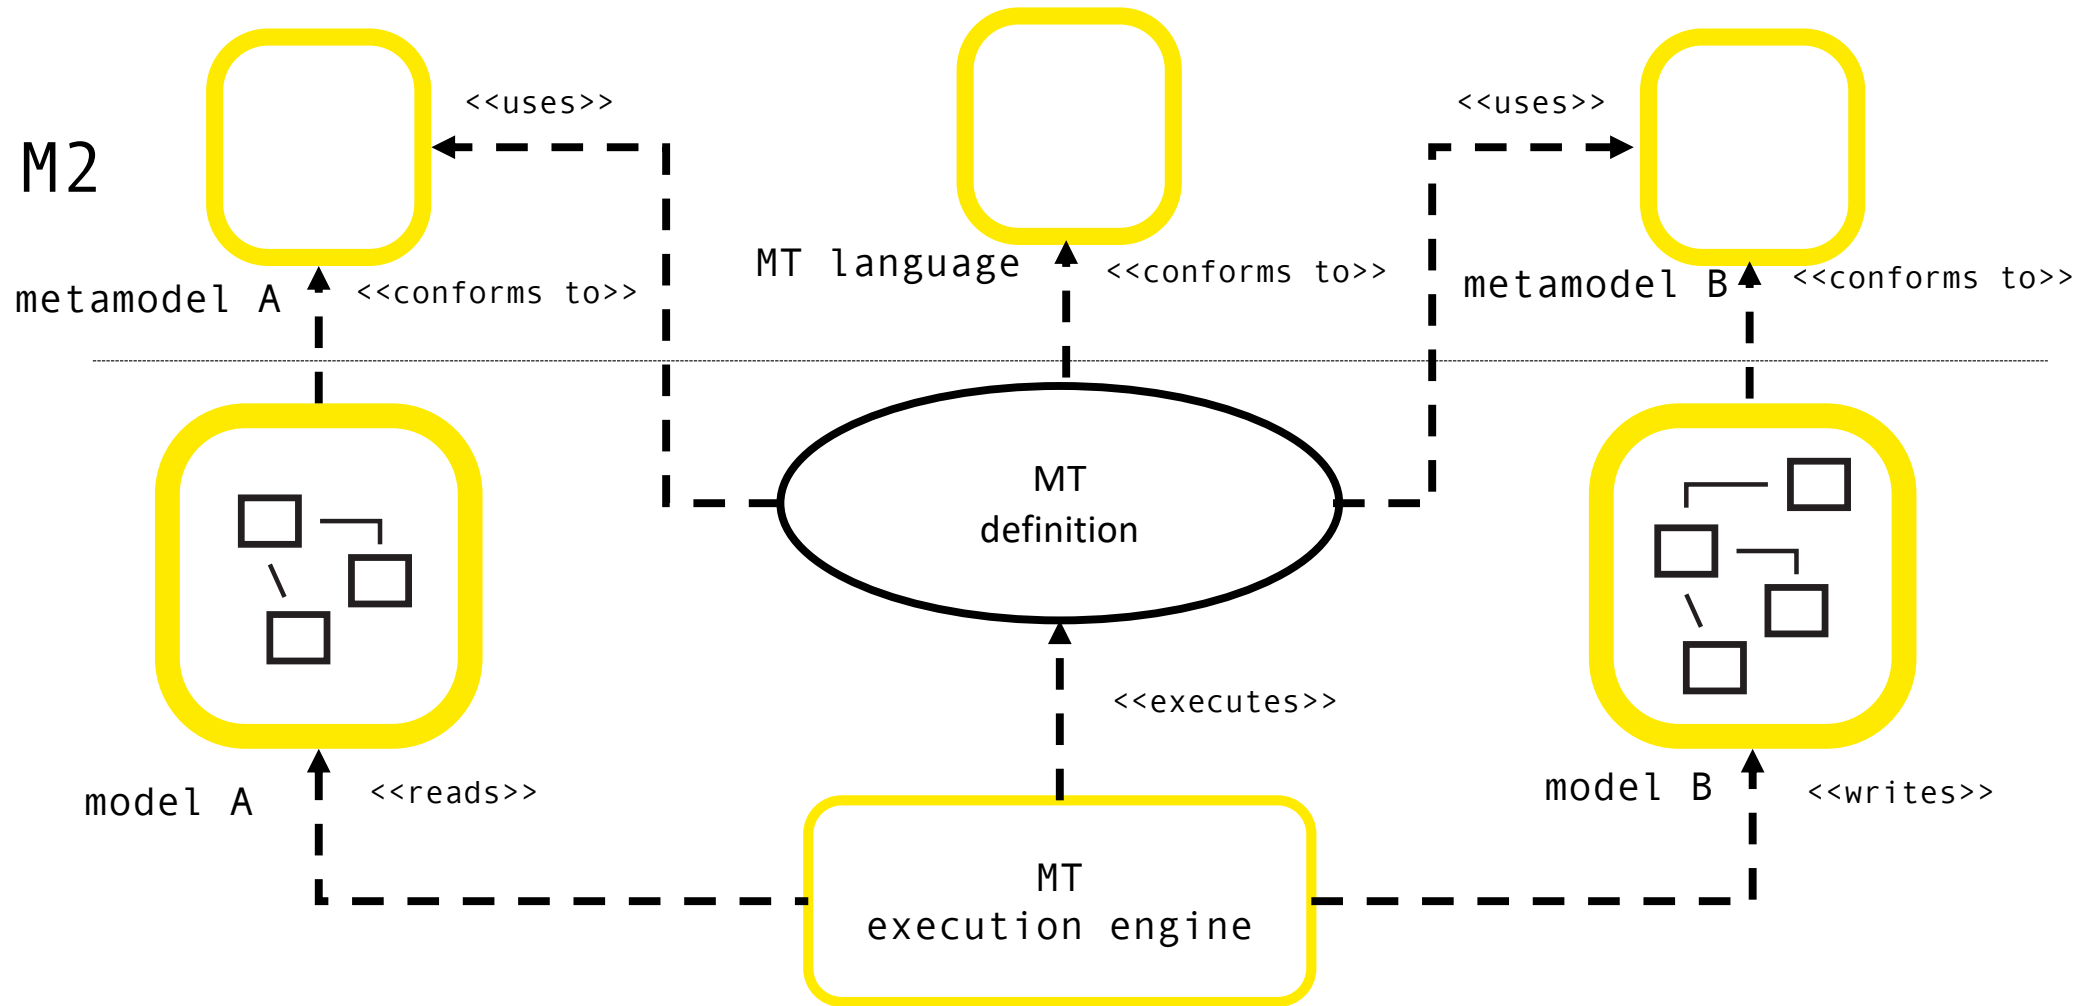 <<uses>>
<<uses>>
M2
MT language
<<conforms to>>
metamodel A
<<conforms to>>
metamodel B
<<conforms to>>
MT
definition
<<executes>>
model A
<<reads>>
model B
<<writes>>
MT
execution engine